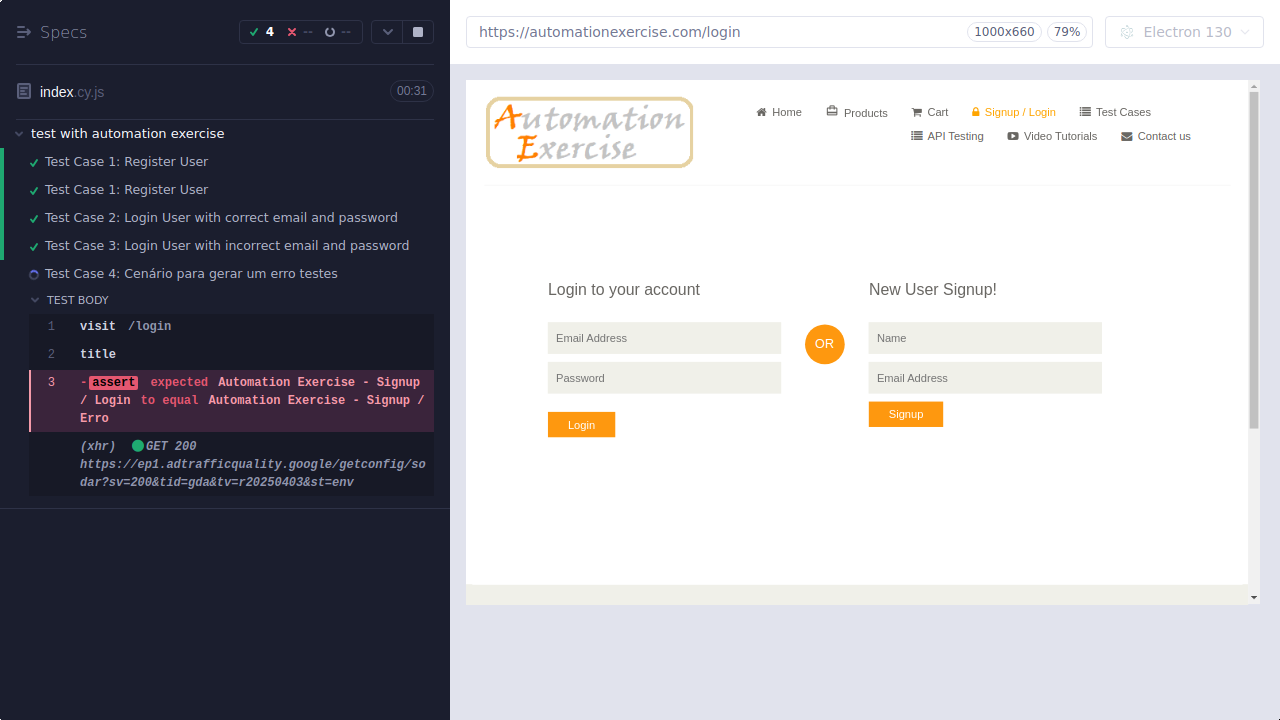 Specs
4
--
--
index.cy.js
00:31
test with automation exercise
Test Case 1: Register User
Test Case 1: Register User
Test Case 2: Login User with correct email and password
Test Case 3: Login User with incorrect email and password
Test Case 4: Cenário para gerar um erro testes
TEST BODY
1 visit /login
2 title
3 -assert expected Automation Exercise - Signup
/ Login to equal Automation Exercise - Signup /
Erro
(xhr) GET 200
https://ep1.adtrafficquality.google/getconfig/so
dar?sv=200&tid=gda&tv=r20250403&st=env
https://automationexercise.com/login
1000x660
79%
Electron 130
Automation
Exercise
Home
Products
Cart
Signup / Login
Test Cases
API Testing
Video Tutorials
Contact us
Login to your account
Email Address
Password
Login
OR
New User Signup!
Name
Email Address
Signup